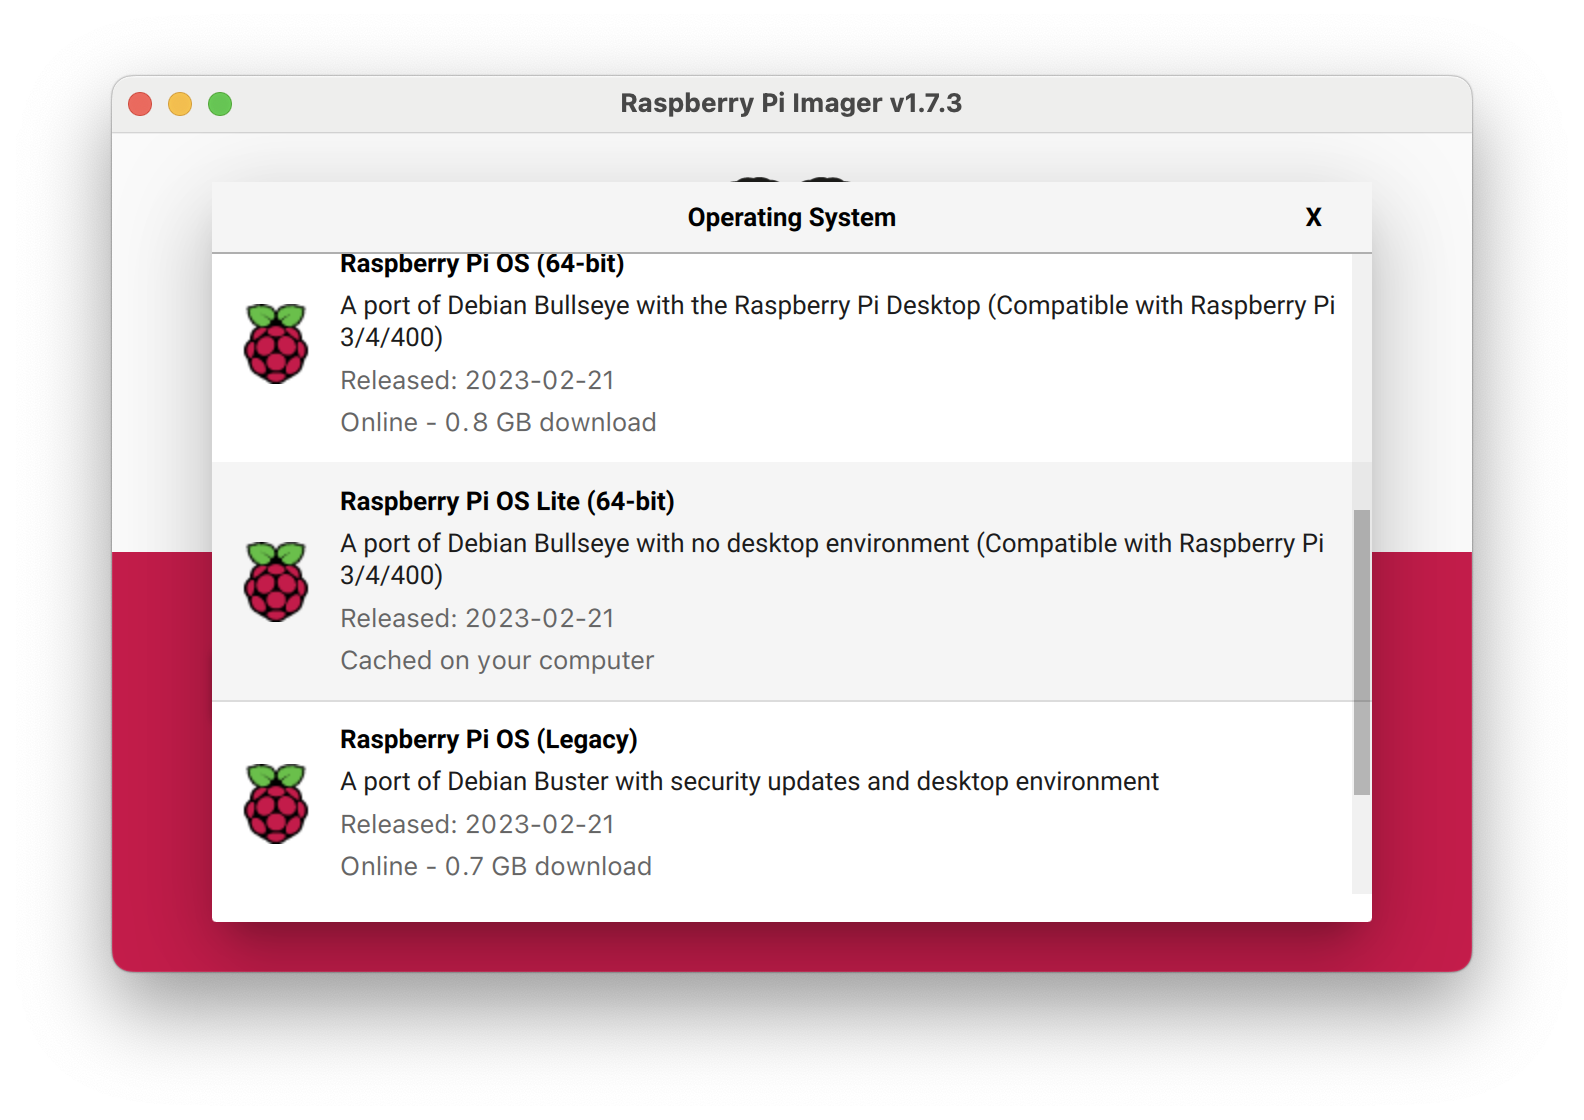 Raspberry Pi Imager v1.7.3
Operating System
X
Raspberry Pi OS (64-bit)
A port of Debian Bullseye with the Raspberry Pi Desktop (Compatible with Raspberry Pi
3/4/400)
Released: 2023-02-21
Online - 0.8 GB download
Raspberry Pi OS Lite (64-bit)
A port of Debian Bullseye with no desktop environment (Compatible with Raspberry Pi
3/4/400)
Released: 2023-02-21
Cached on your computer
Raspberry Pi OS (Legacy)
A port of Debian Buster with security updates and desktop environment
Released: 2023-02-21
Online - 0.7 GB download